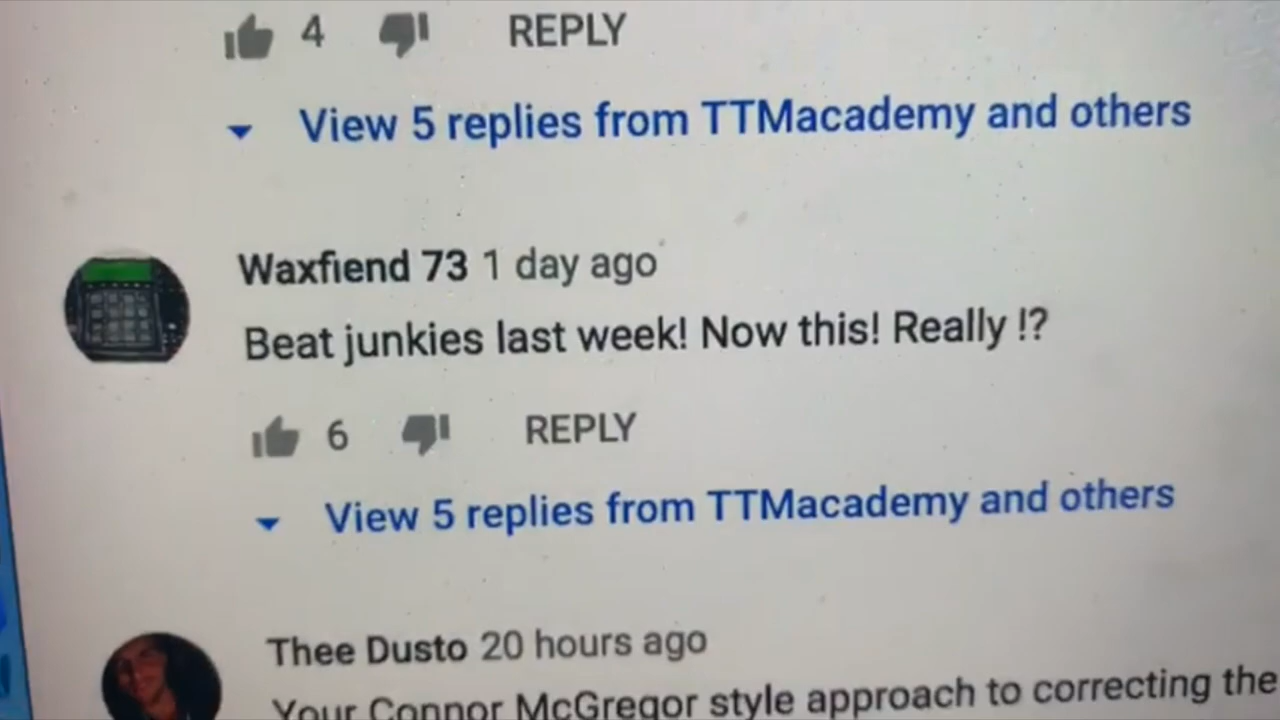 4 REPLY
View 5 replies from TTMacademy and others
Waxfiend 73 1 day ago
Beat junkies last week! Now this! Really !?
6 REPLY
View 5 replies from TTMacademy and others
Thee Dusto 20 hours ago
Your Connor McGregor style approach to correcting the